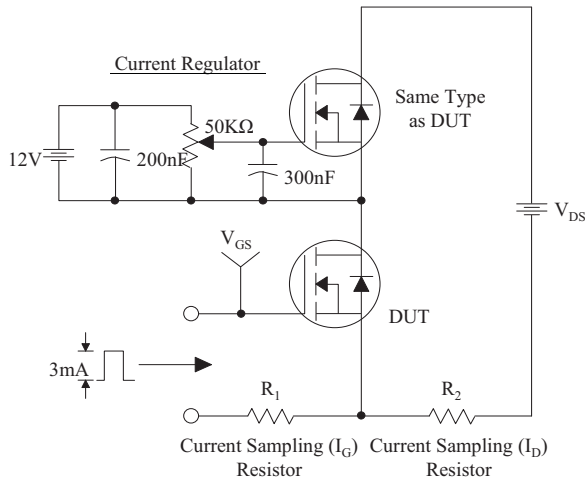 Current Regulator
50KΩ
12V
200nF
300nF
Same Type
as DUT
V_DS
V_GS
DUT
3mA
R_1
R_2
Current Sampling (I_G)
Resistor
Current Sampling (I_D)
Resistor